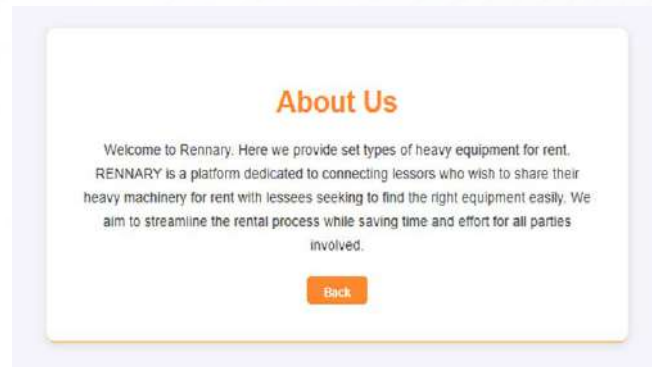 About Us
Welcome to Rennary. Here we provide set types of heavy equipment for rent.
RENNARY is a platform dedicated to connecting lessors who wish to share their
heavy machinery for rent with lessees seeking to find the right equipment easily. We
aim to streamline the rental process while saving time and effort for all parties
involved.
Back